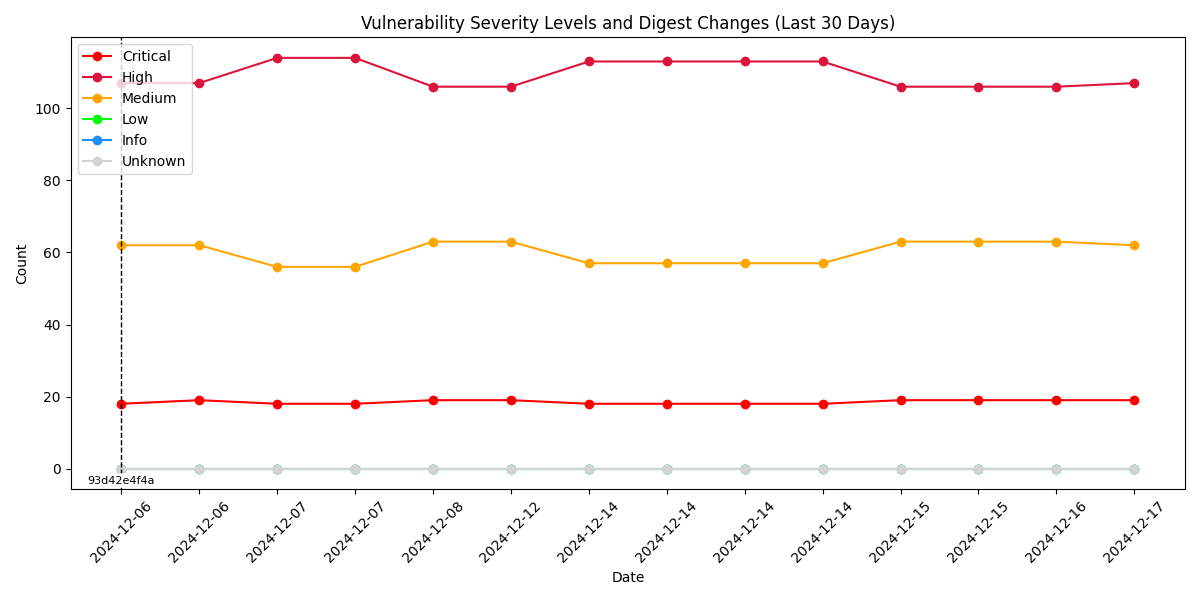 Vulnerability Severity Levels and Digest Changes (Last 30 Days)
Critical
High
Medium
Low
Info
Unknown
Count
100
80
60
40
20
0
93d42e4f4a
2024-12-06
2024-12-06
2024-12-07
2024-12-07
2024-12-08
2024-12-12
2024-12-14
2024-12-14
2024-12-14
2024-12-14
2024-12-15
2024-12-15
2024-12-16
2024-12-17
Date